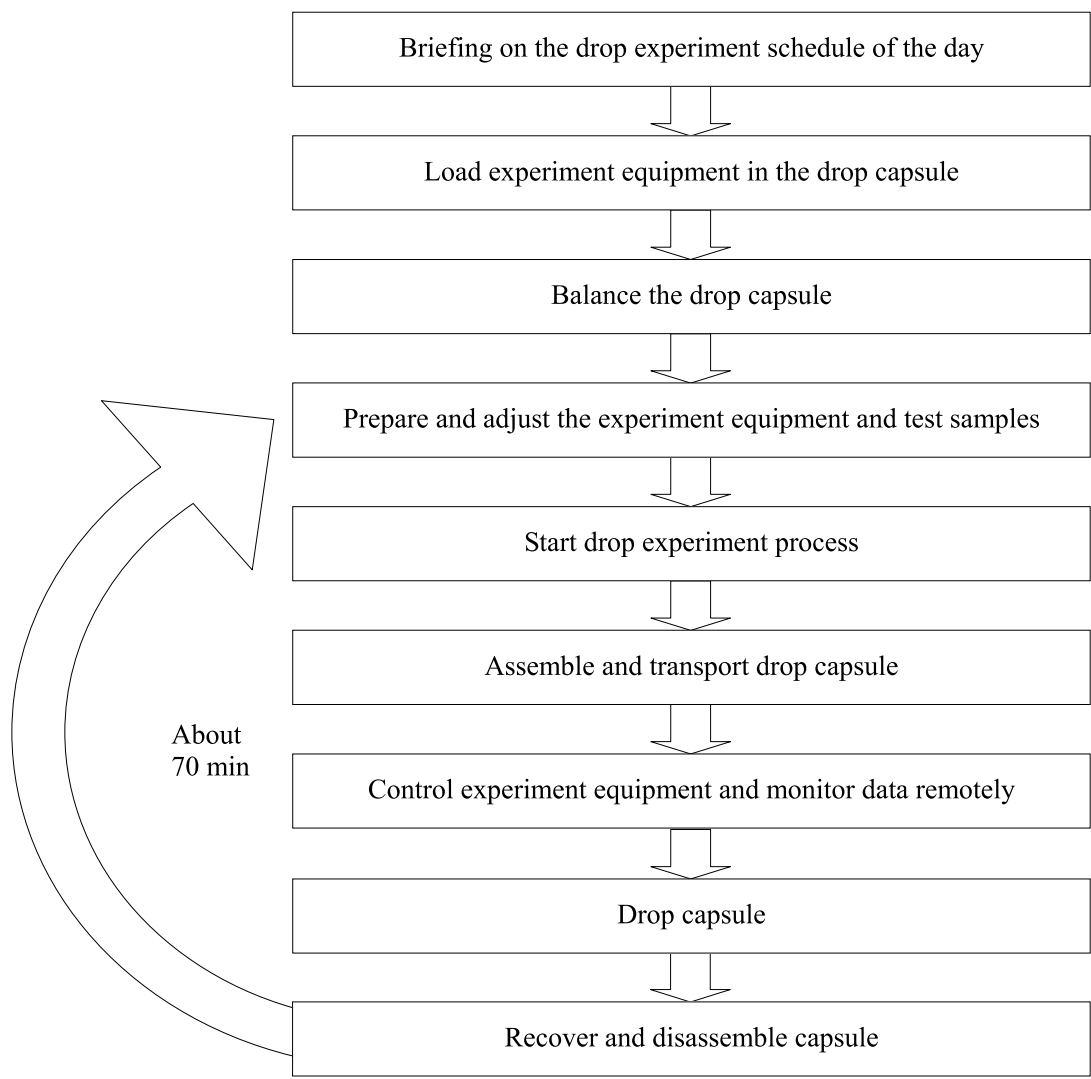 Briefing on the drop experiment schedule of the day
Load experiment equipment in the drop capsule
Balance the drop capsule
Prepare and adjust the experiment equipment and test samples
Start drop experiment process
Assemble and transport drop capsule
About
70 min
Control experiment equipment and monitor data remotely
Drop capsule
Recover and disassemble capsule